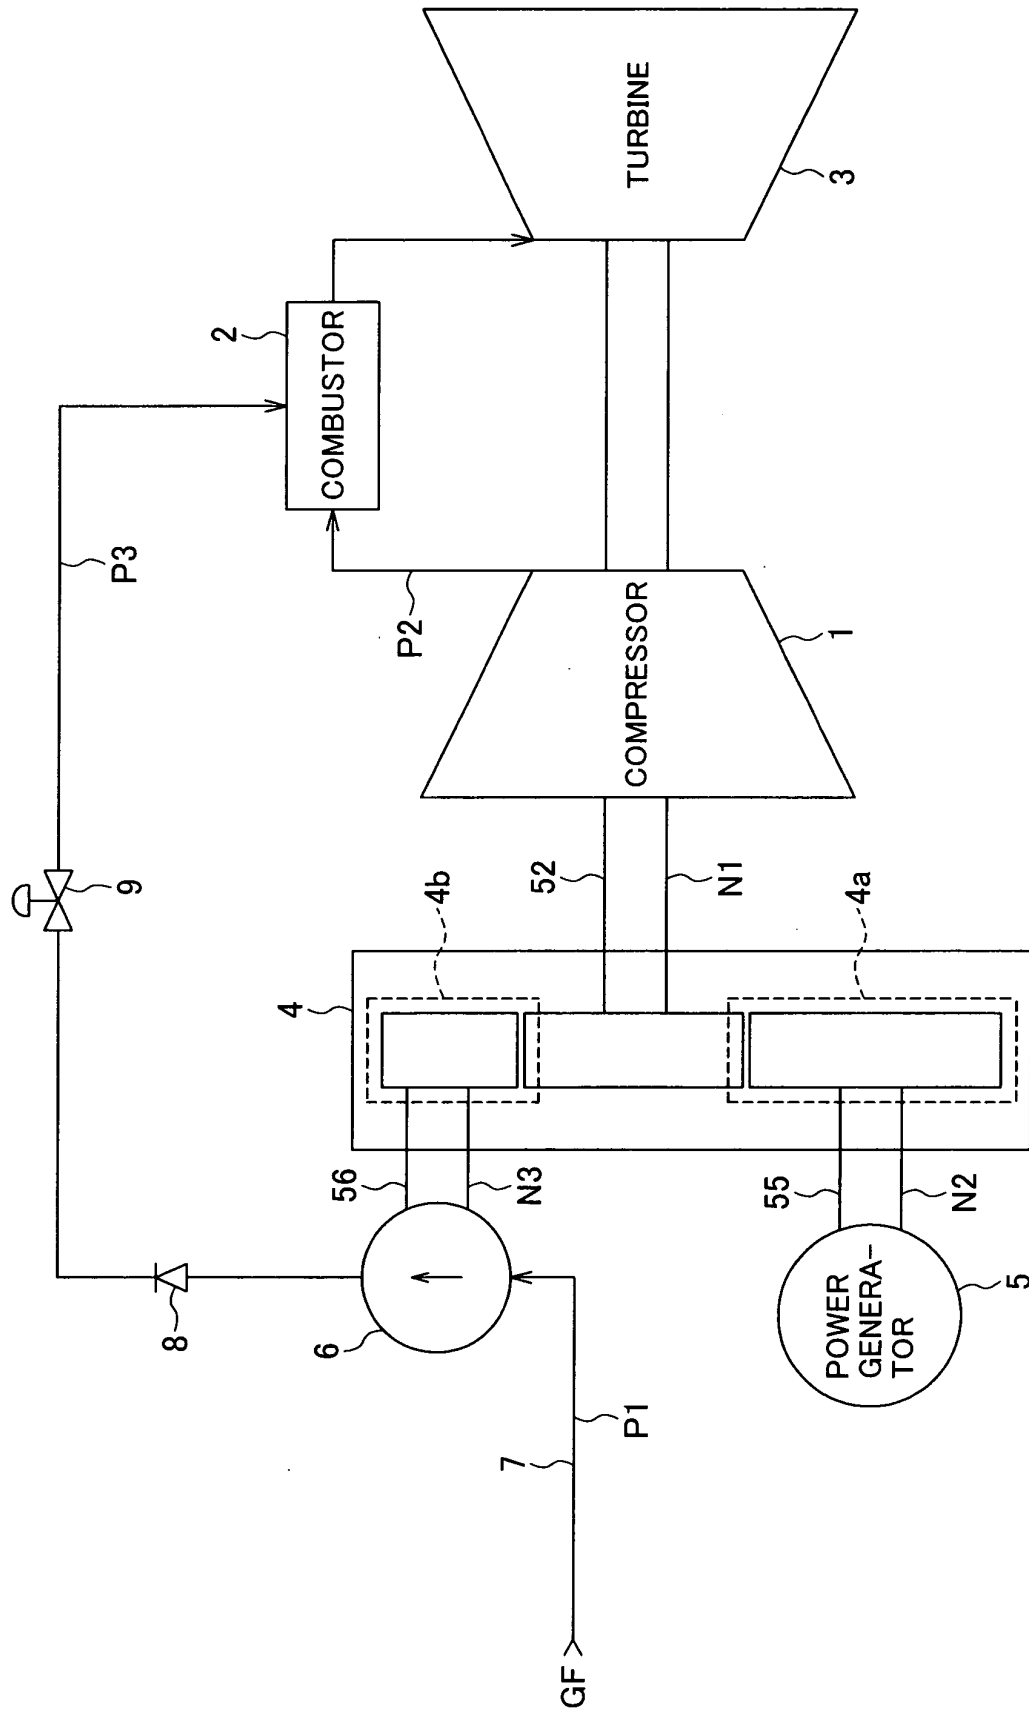 P3
2
COMBUSTOR
P2
TURBINE
3
COMPRESSOR
1
9
52
N1
4
4b
4a
56
N3
55
N2
8
6
POWER
GENERA-
TOR
5
7
P1
GF